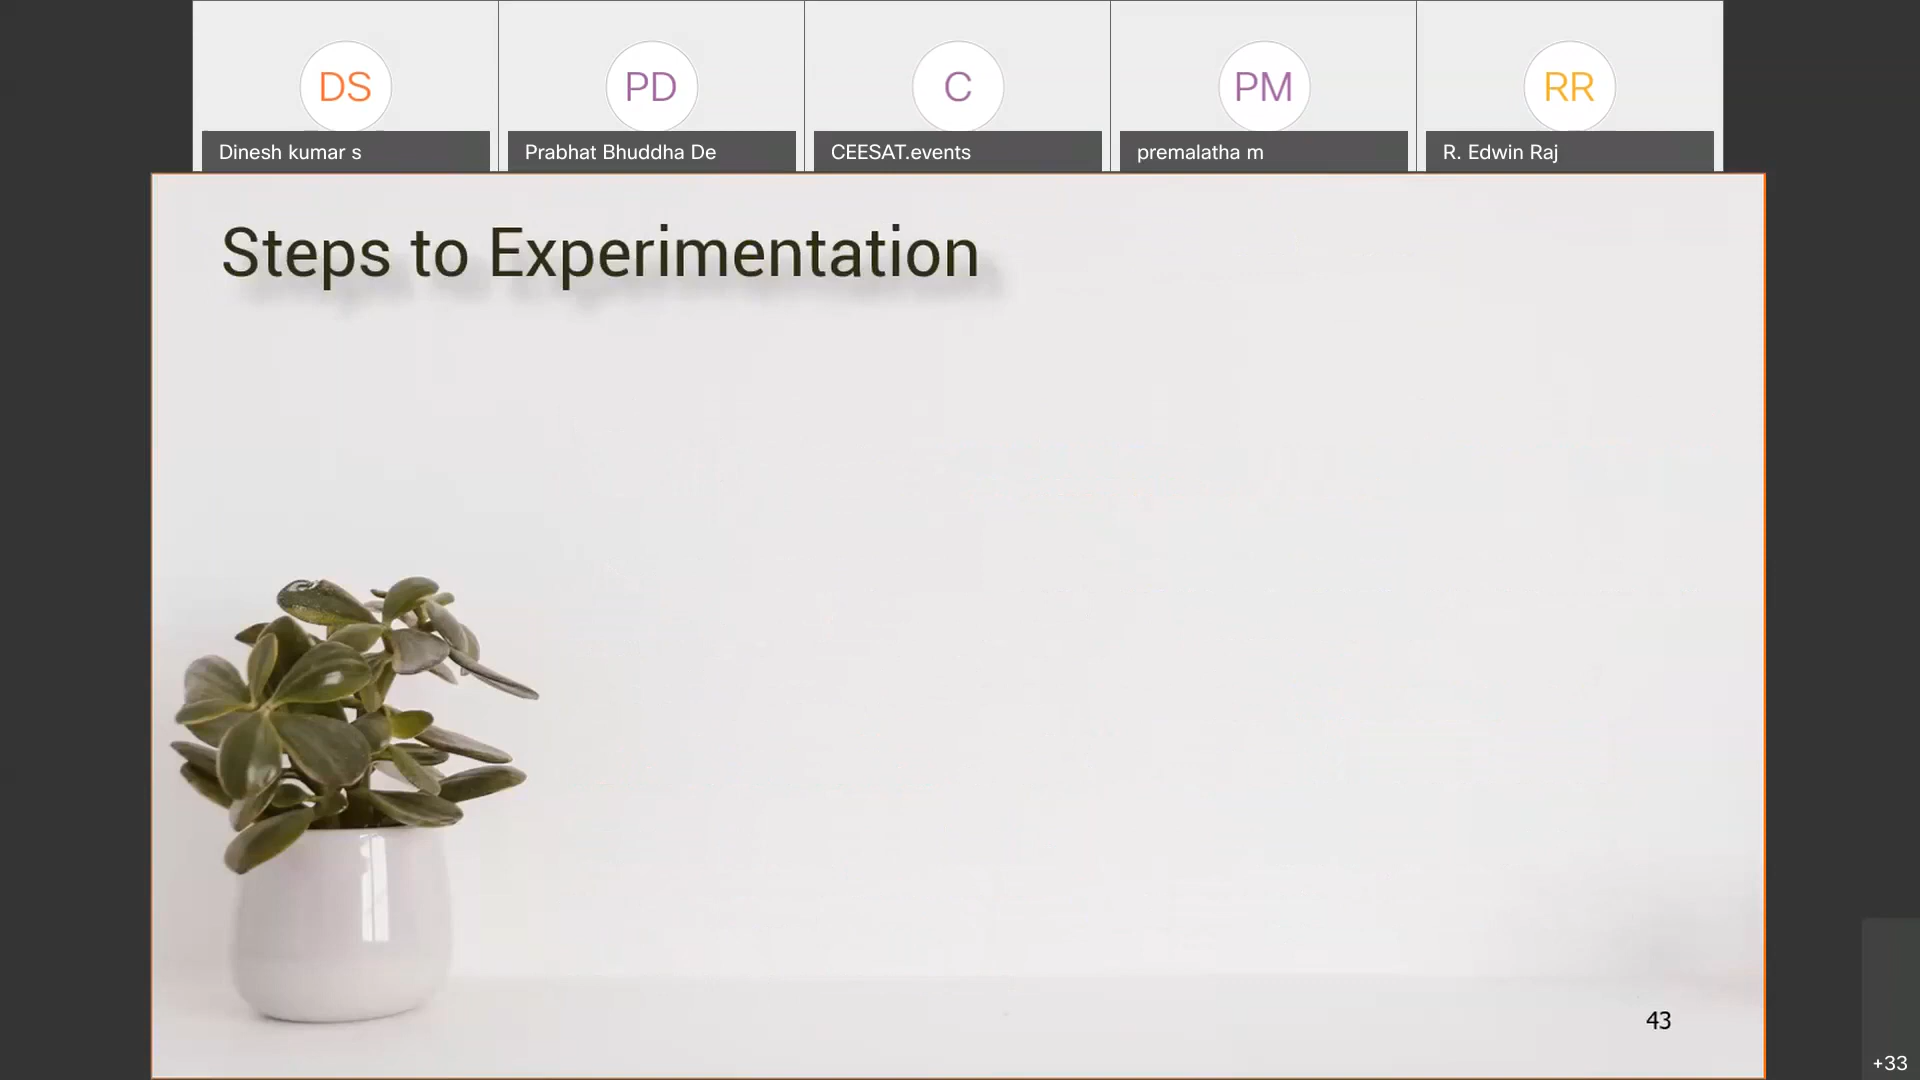 DS
PD
C
PM
RR
Dinesh kumar s
Prabhat Bhuddha De
CEESAT.events
premalatha m
R. Edwin Raj
Steps to Experimentation
43
+33